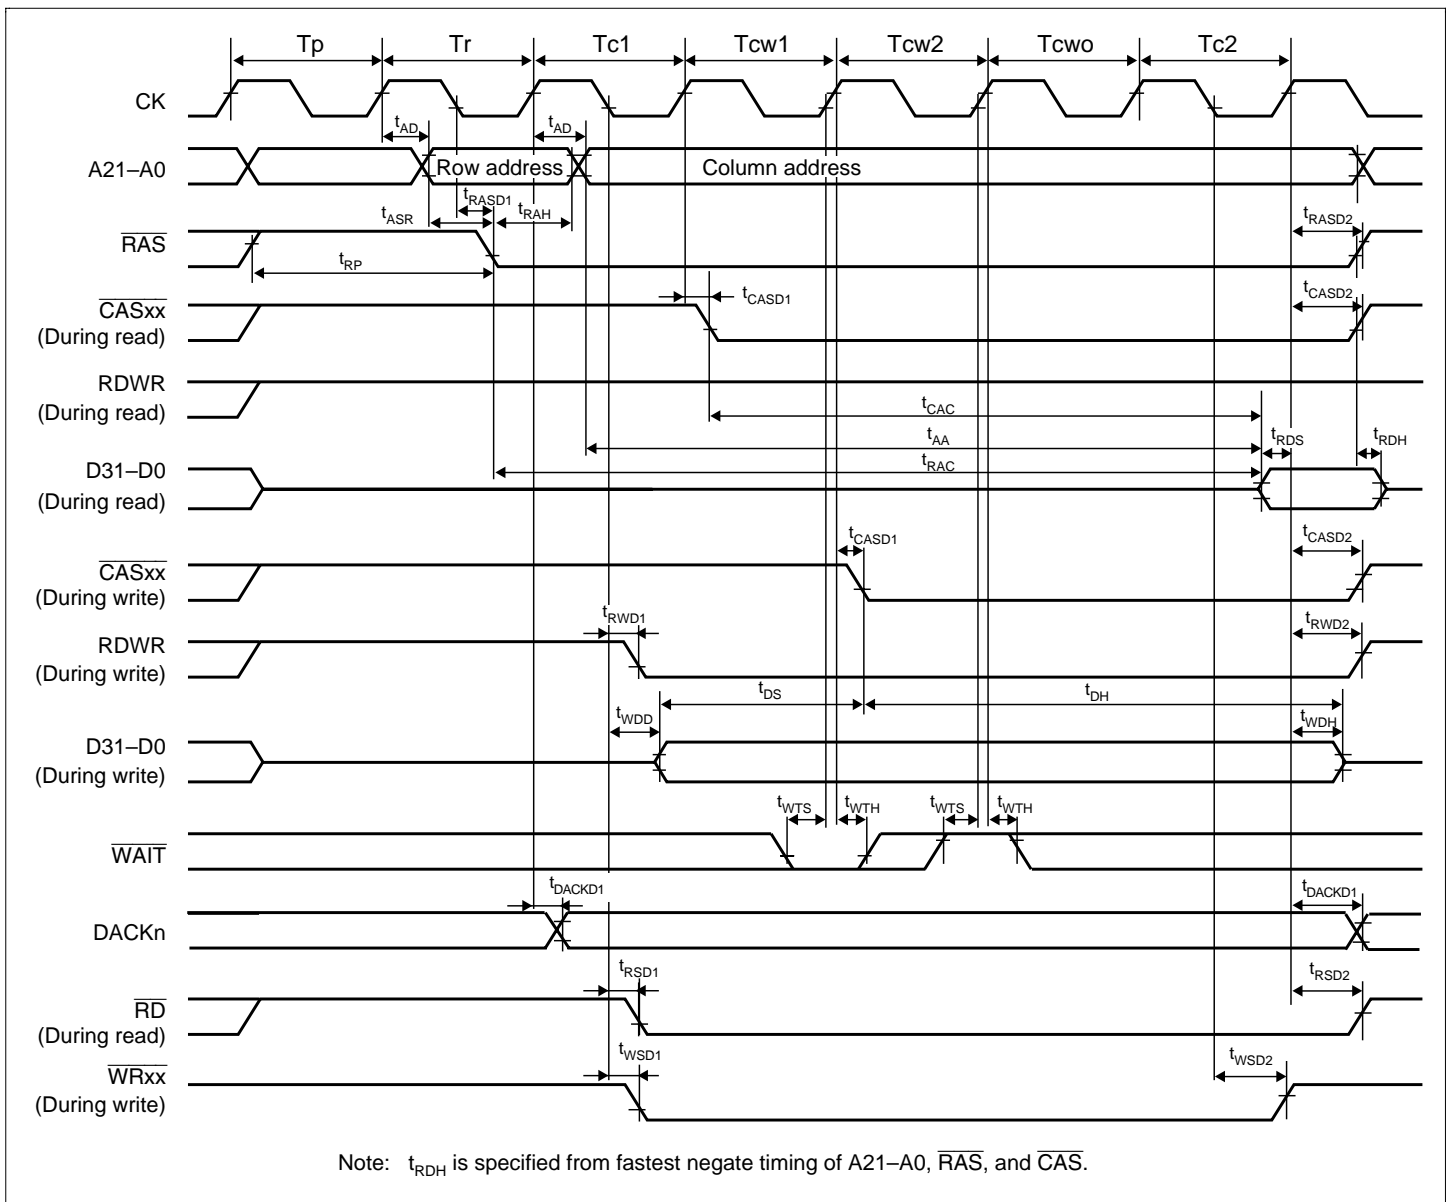 Tp Tr Tc1 Tcw1 Tcw2 Tcwo Tc2
CK
tAD tAD
A21–A0 Row address Column address
tRASD1
tASR tRAH tRASD2
RAS
tRP
tCASD1 tCASD2
CASxx
(During read)
RDWR
(During read)
tCAC
tAA tRDS tRDH
tRAC
D31–D0
(During read)
tCASD1 tCASD2
CASxx
(During write)
tRWD1 tRWD2
RDWR
(During write)
tDS tDH
tWDD tWDH
D31–D0
(During write)
tWTS tWTH tWTS tWTH
WAIT
tDACKD1 tDACKD1
DACKn
tRSD1 tRSD2
RD
(During read)
tWSD1 tWSD2
WRxx
(During write)
Note: tRDH is specified from fastest negate timing of A21–A0, RAS, and CAS.